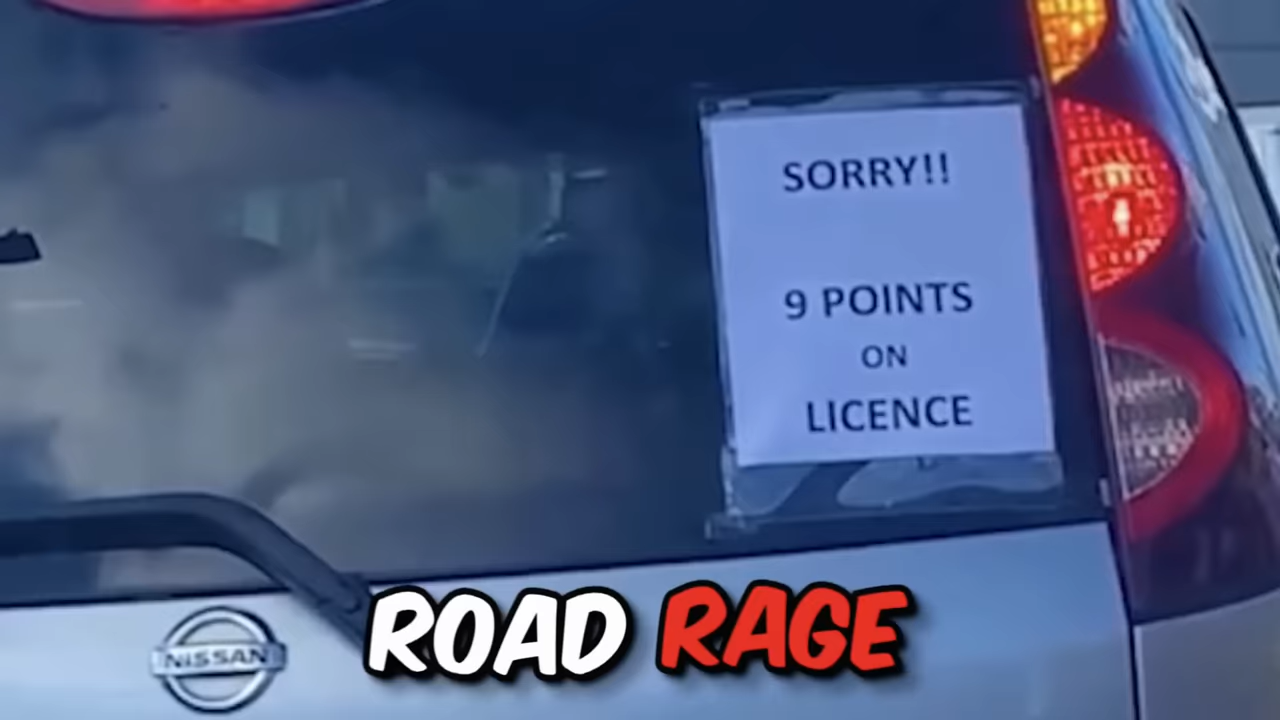 SORRY!!
9 POINTS
ON
LICENCE
NISSAN
ROAD RAGE